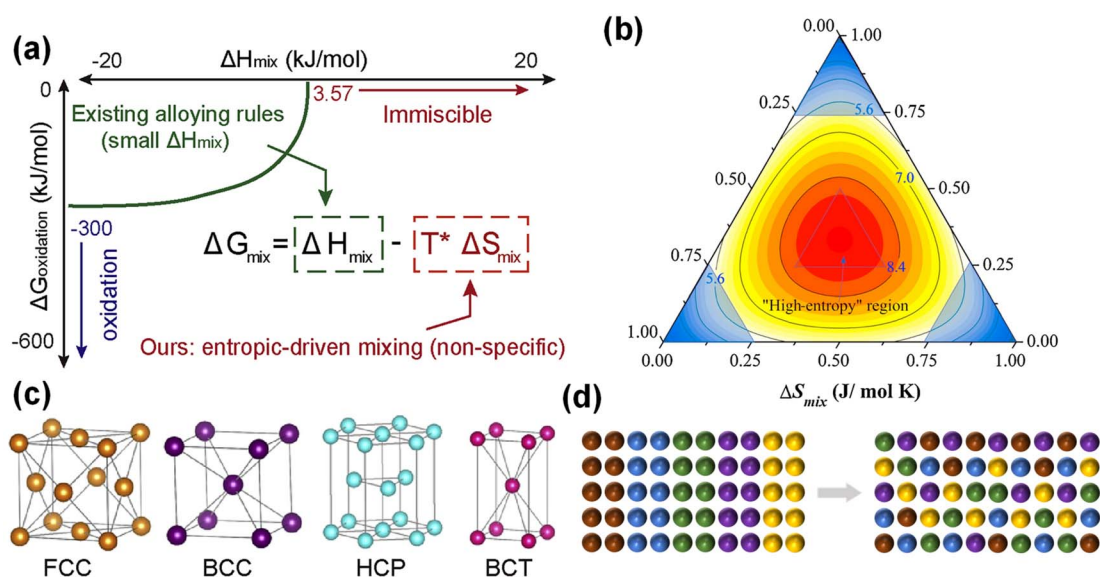 (a)
ΔHmix (kJ/mol)
-20
20
0
3.57
Immiscible
Existing alloying rules
(small ΔHmix)
ΔGoxidation (kJ/mol)
-300
oxidation
-600
ΔGmix= ΔHmix - T* ΔSmix
Ours: entropic-driven mixing (non-specific)
(b)
0.00
1.00
0.25
5.6
0.75
0.50
7.0
0.50
0.75
5.6
8.4
0.25
"High-entropy" region
1.00
0.00
0.00
0.25
0.50
0.75
1.00
ΔSmix (J/ mol K)
(c)
FCC
BCC
HCP
BCT
(d)